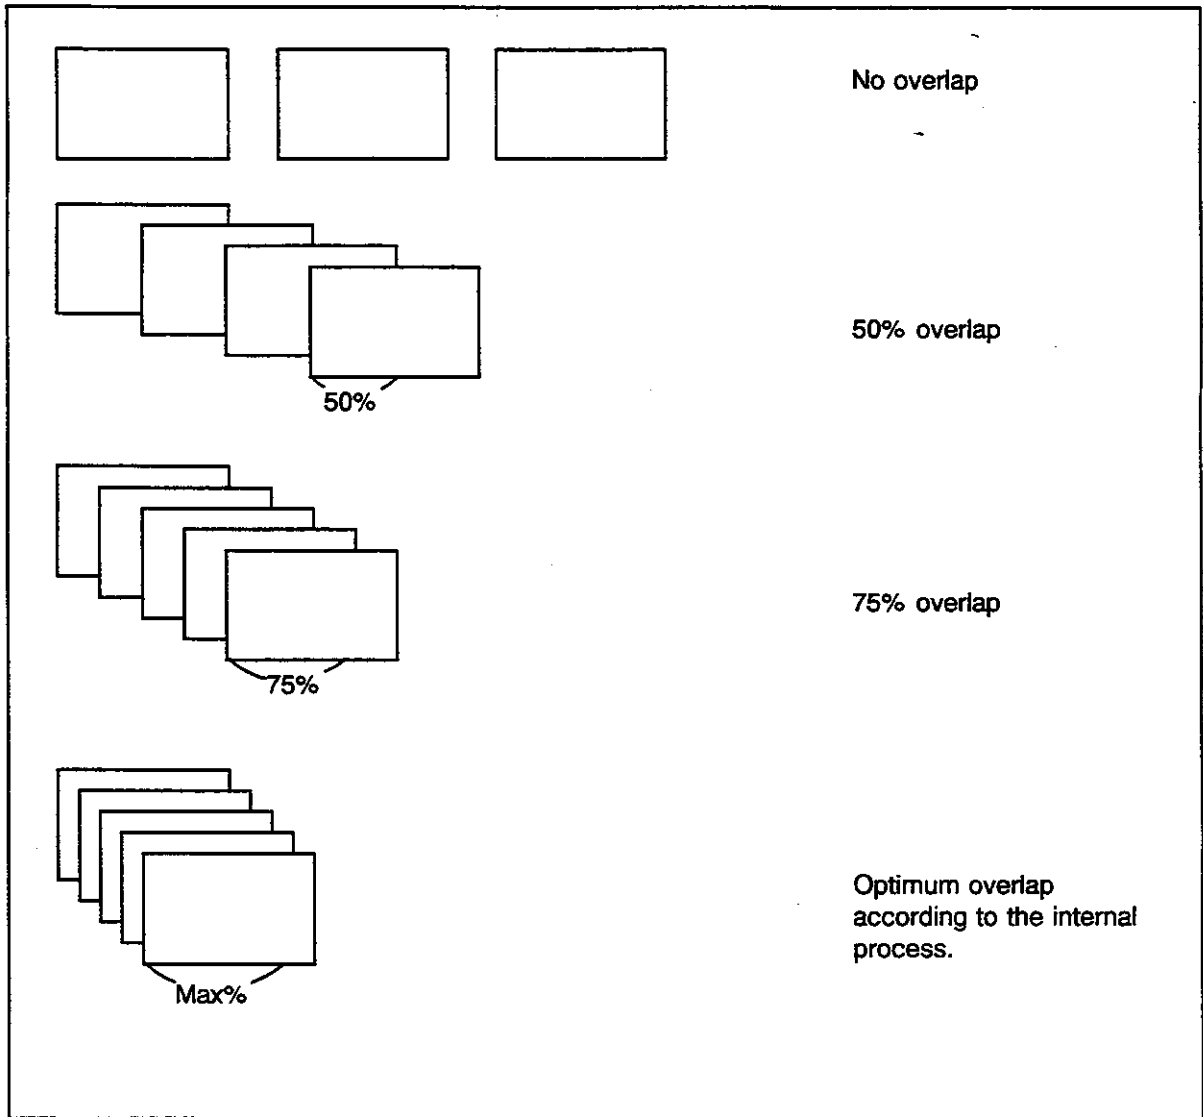 No overlap
50% overlap
50%
75% overlap
75%
Optimum overlap
according to the internal
process.
Max%